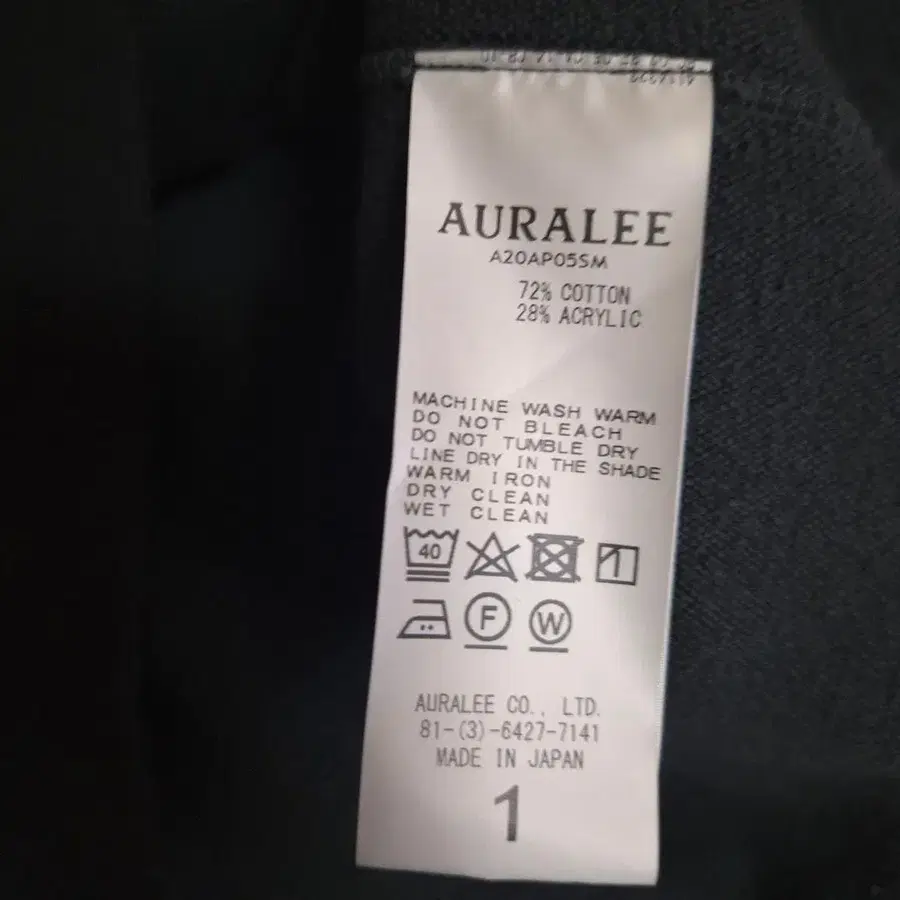 AURALEE
A20AP05SM
72% COTTON
28% ACRYLIC
MACHINE WASH WARM
DO NOT BLEACH
DO NOT TUMBLE DRY
LINE DRY IN THE SHADE
WARM IRON
DRY CLEAN
WET CLEAN
40
F W
AURALEE CO., LTD.
81-(3)-6427-7141
MADE IN JAPAN
1